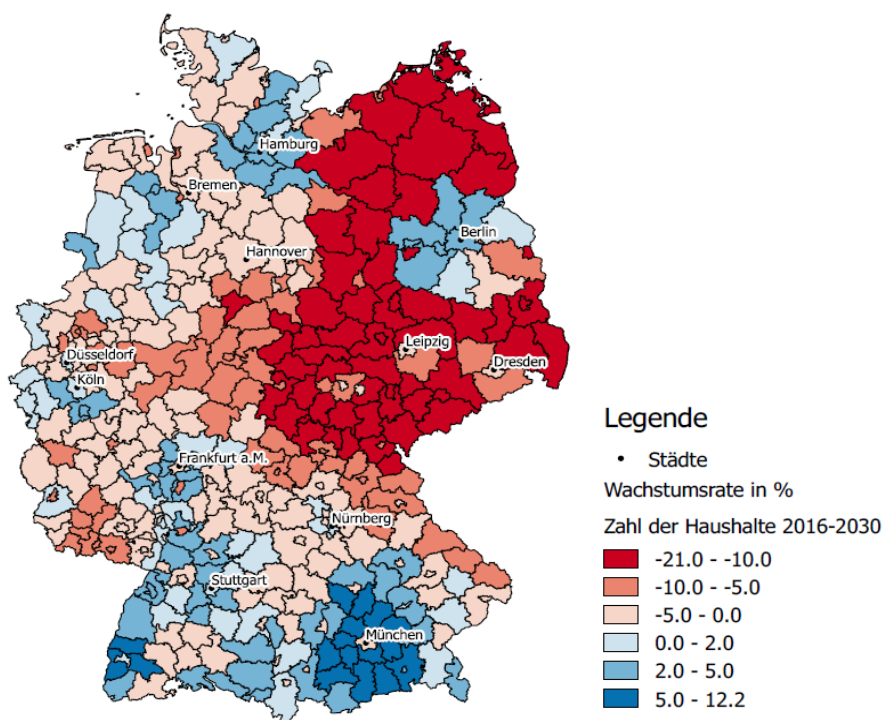 Hamburg
Bremen
Berlin
Hannover
Leipzig
Düsseldorf
Dresden
Köln
Frankfurt a.M.
Nürnberg
Stuttgart
München
Legende
Städte
Wachstumsrate in %
Zahl der Haushalte 2016-2030
-21.0 - -10.0
-10.0 - -5.0
-5.0 - 0.0
0.0 - 2.0
2.0 - 5.0
5.0 - 12.2